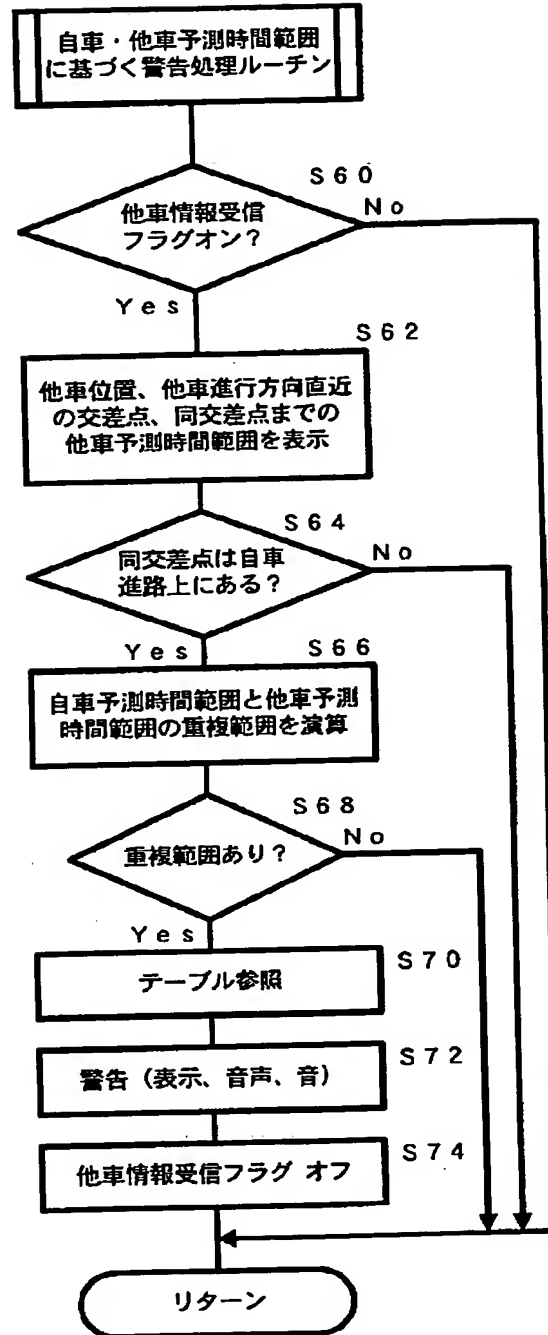 自車・他車予測時間範囲
に基づく警告処理ルーチン
S60
他車情報受信
フラグオン？
No
Yes
S62
他車位置、他車進行方向直近
の交差点、同交差点までの
他車予測時間範囲を表示
S64
同交差点は自車
進路上にある？
No
Yes
S66
自車予測時間範囲と他車予測
時間範囲の重複範囲を演算
S68
重複範囲あり？
No
Yes
S70
テーブル参照
S72
警告（表示、音声、音）
S74
他車情報受信フラグ オフ
リターン